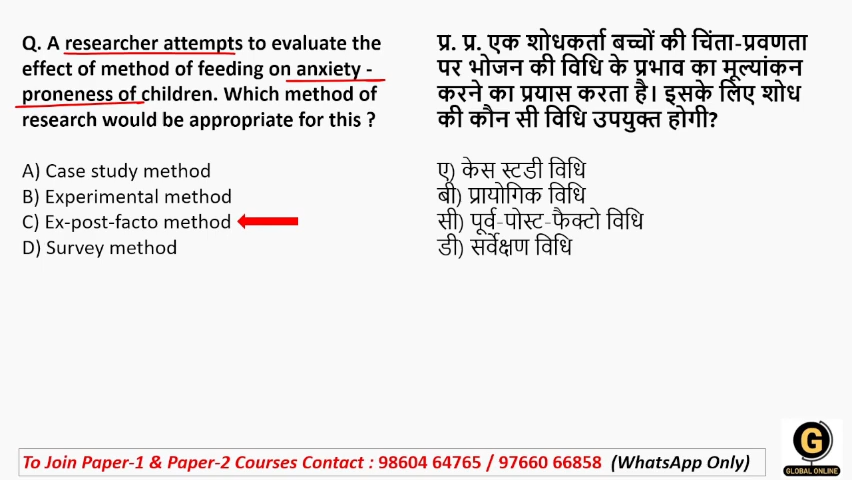 Q. A researcher attempts to evaluate the
effect of method of feeding on anxiety -
proneness of children. Which method of
research would be appropriate for this ?
A) Case study method
B) Experimental method
C) Ex-post-facto method
D) Survey method
प्र. प्र. एक शोधकर्ता बच्चों की चिंता-प्रवणता
पर भोजन की विधि के प्रभाव का मूल्यांकन
करने का प्रयास करता है। इसके लिए शोध
की कौन सी विधि उपयुक्त होगी?
ए) केस स्टडी विधि
बी) प्रायोगिक विधि
सी) पूर्व-पोस्ट-फैक्टो विधि
डी) सर्वेक्षण विधि
G
GLOBAL ONLINE
To Join Paper-1 & Paper-2 Courses Contact : 98604 64765 / 97660 66858 (WhatsApp Only)